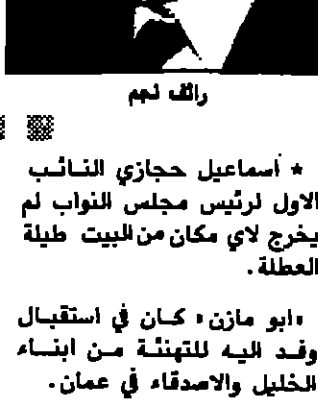 رائف نجم
* اسماعيل حجازي النائب
الاول لرئيس مجلس النواب لم
يخرج لاي مكان من البيت طيلة
العطلة.
«ابو مازن» كان في استقبال
وفد اليه للتهنئة من ابناء
الخليل والاصدقاء في عمان.